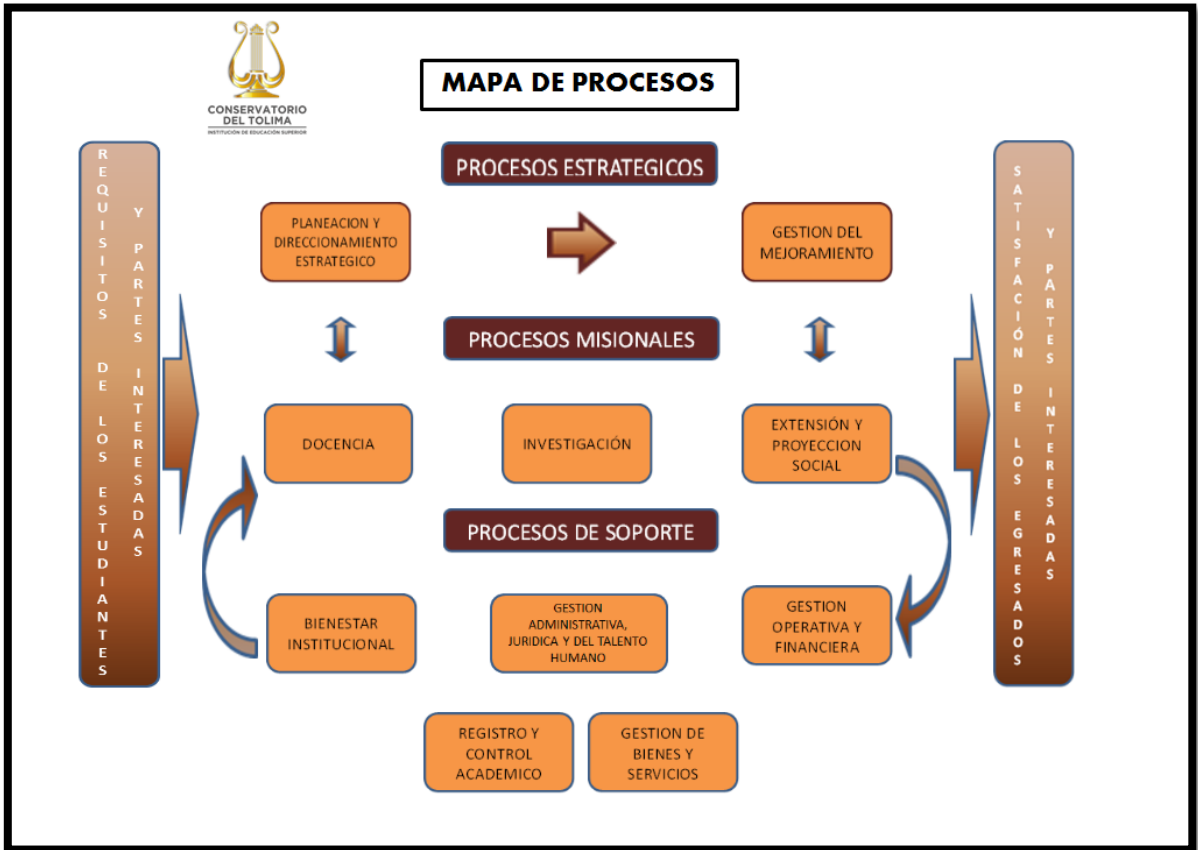 CONSERVATORIO
DEL TOLIMA
INSTITUCIÓN DE EDUCACIÓN SUPERIOR
MAPA DE PROCESOS
REQUISITOS DE LOS ESTUDIANTES
Y PARTES INTERESADAS
PROCESOS ESTRATEGICOS
PLANEACION Y
DIRECCIONAMIENTO
ESTRATEGICO
GESTION DEL
MEJORAMIENTO
PROCESOS MISIONALES
DOCENCIA
INVESTIGACIÓN
EXTENSIÓN Y
PROYECCION
SOCIAL
PROCESOS DE SOPORTE
BIENESTAR
INSTITUCIONAL
GESTION
ADMINISTRATIVA,
JURIDICA Y DEL TALENTO
HUMANO
GESTION
OPERATIVA Y
FINANCIERA
REGISTRO Y
CONTROL
ACADEMICO
GESTION DE
BIENES Y
SERVICIOS
SATISFACIÓN DE LOS EGRESADOS
Y PARTES INTERESADAS